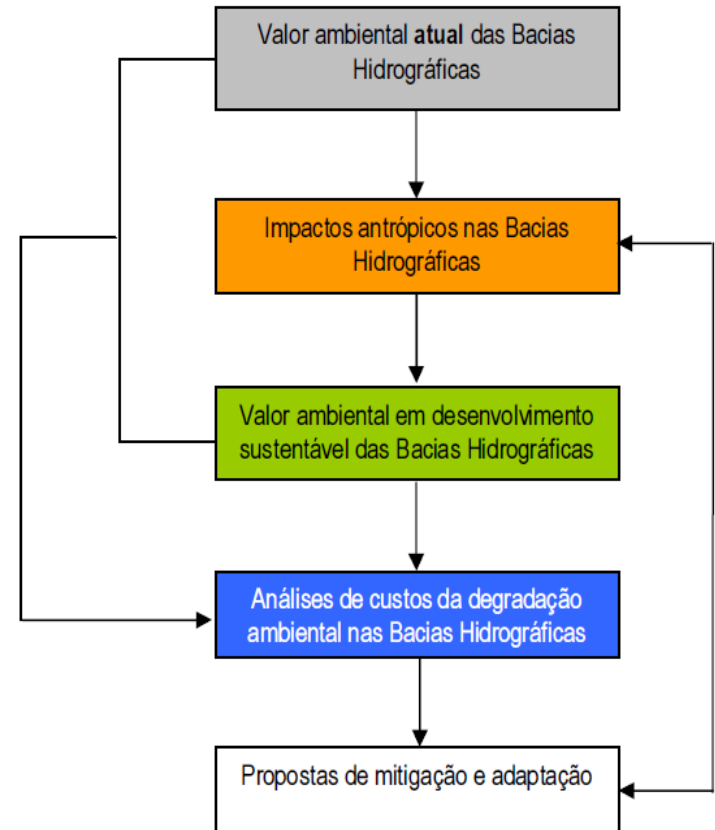 Valor ambiental atual das Bacias
Hidrográficas
Impactos antrópicos nas Bacias
Hidrográficas
Valor ambiental em desenvolvimento
sustentável das Bacias Hidrográficas
Análises de custos da degradação
ambiental nas Bacias Hidrográficas
Propostas de mitigação e adaptação